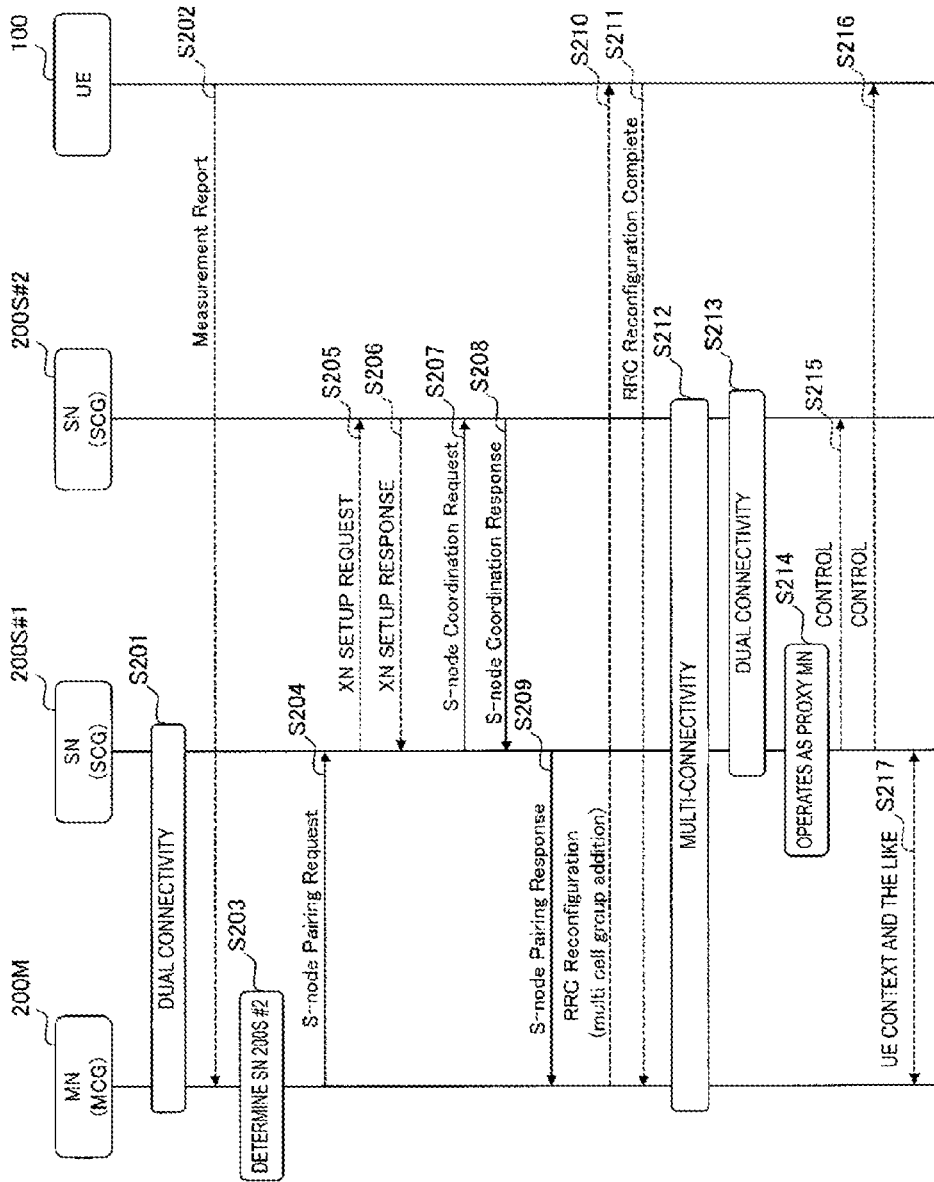 200M
MN
(MCG)
200S#1
SN
(SCG)
200S#2
SN
(SCG)
100
UE
S201
DUAL CONNECTIVITY
S202
Measurement Report
S203
DETERMINE SN 200S #2
S204
S-node Pairing Request
S205
XN SETUP REQUEST
S206
XN SETUP RESPONSE
S207
S-node Coordination Request
S208
S-node Coordination Response
S209
S-node Pairing Response
S210
RRC Reconfiguration
(multi cell group addition)
S211
RRC Reconfiguration Complete
S212
MULTI-CONNECTIVITY
S213
DUAL CONNECTIVITY
S214
OPERATES AS PROXY MN
S215
CONTROL
S216
CONTROL
S217
UE CONTEXT AND THE LIKE